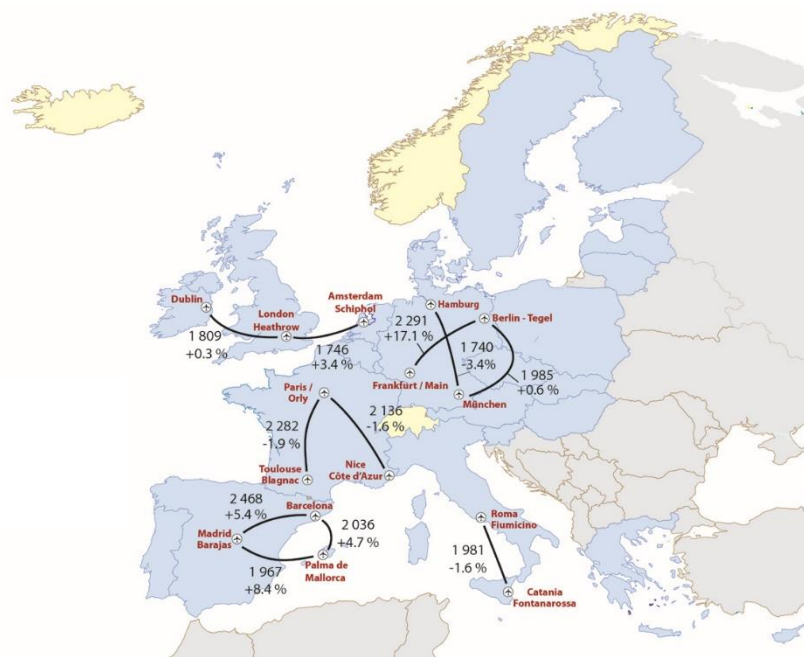 Dublin
London
Heathrow
Amsterdam
Schiphol
Hamburg
Berlin - Tegel
1 809
+0.3 %
1 746
+3.4%
2 291
+17.1 %
1 740
-3.4%
1 985
+0.6 %
Frankfurt / Main
München
Paris /
Orly
2 136
-1.6 %
2 282
-1.9 %
Toulouse
Blagnac
Nice
Côte d'Azur
2 468
+5.4 %
Barcelona
Madrid
Barajas
2 036
+4.7 %
1 967
+8.4 %
Palma de
Mallorca
Roma
Fiumicino
1 981
-1.6 %
Catania
Fontanarossa